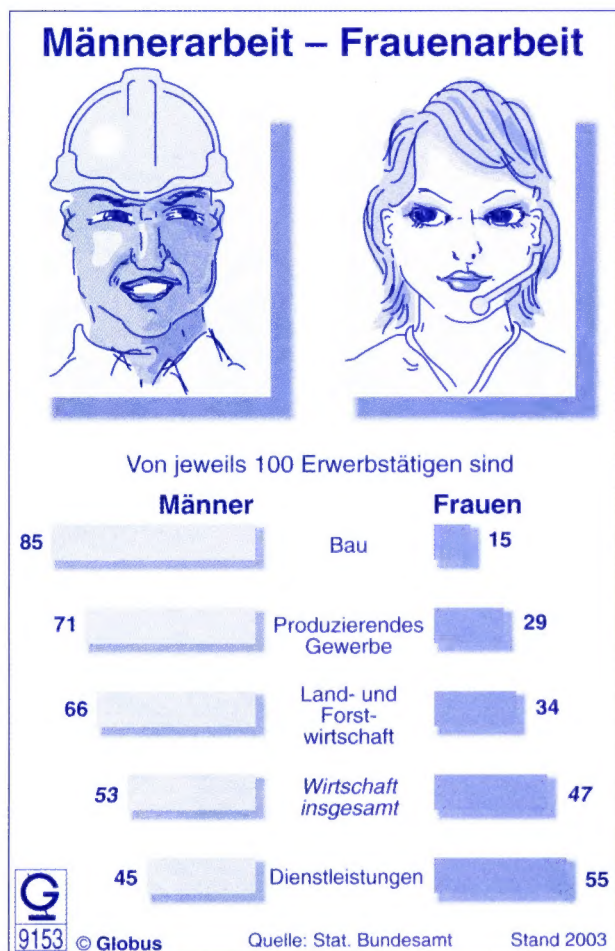 Männerarbeit – Frauenarbeit
Von jeweils 100 Erwerbstätigen sind
Männer Frauen
85 Bau 15
71 Produzierendes Gewerbe 29
66 Land- und Forst- wirtschaft 34
53 Wirtschaft insgesamt 47
45 Dienstleistungen 55
G
9153 © Globus Quelle: Stat. Bundesamt Stand 2003